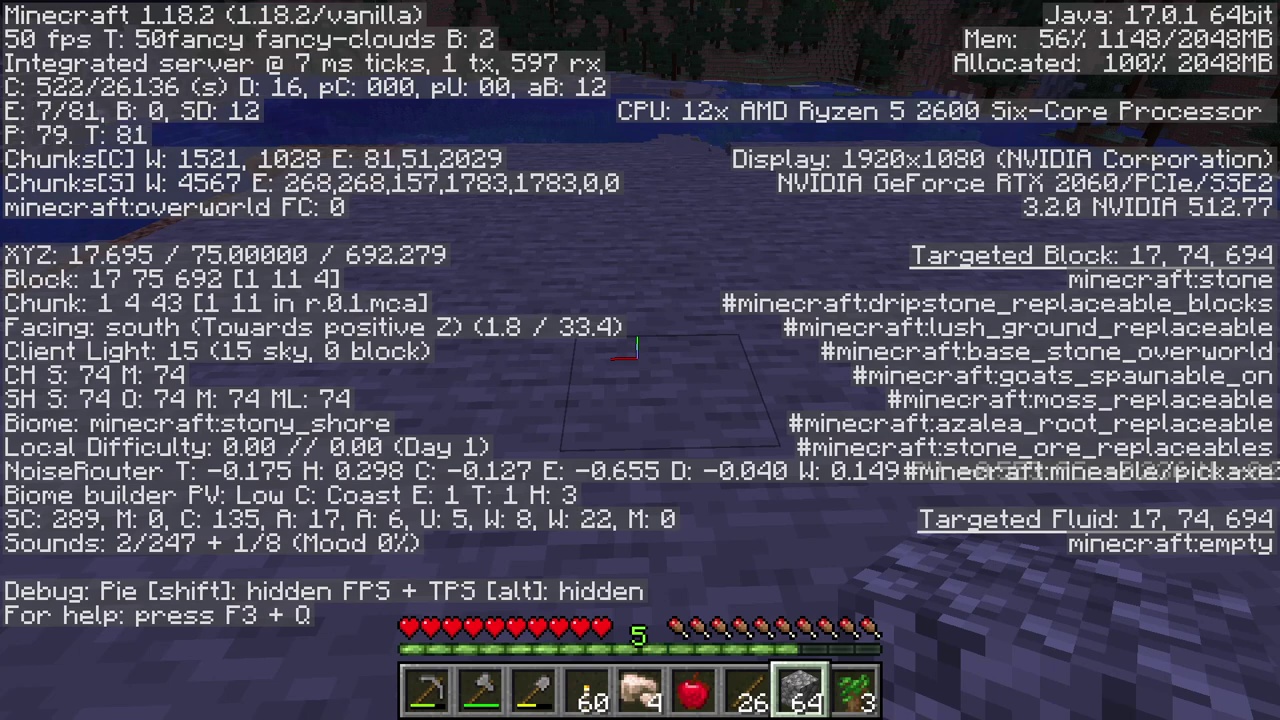 Minecraft 1.18.2 (1.18.2/vanilla)
50 fps T: 50fancy fancy-clouds B: 2
Integrated server @ 7 ms ticks, 1 tx, 597 rx
C: 522/26136 (s) D: 16, pC: 000, pU: 00, aB: 12
E: 7/81, B: 0, SD: 12
P: 79. T: 81
Chunks[C] W: 1521, 1028 E: 81,51,2029
Chunks[S] W: 4567 E: 268,268,157,1783,1783,0,0
minecraft:overworld FC: 0
XYZ: 17.695 / 75.00000 / 692.279
Block: 17 75 692 [1 11 4]
Chunk: 1 4 43 [1 11 in r.0.1.mca]
Facing: south (Towards positive Z) (1.8 / 33.4)
Client Light: 15 (15 sky, 0 block)
CH S: 74 M: 74
SH S: 74 O: 74 M: 74 ML: 74
Biome: minecraft:stony_shore
Local Difficulty: 0.00 // 0.00 (Day 1)
NoiseRouter T: -0.175 H: 0.298 C: -0.127 E: -0.655 D: -0.040 W: 0.149
Biome builder PV: Low C: Coast E: 1 T: 1 H: 3
SC: 289, M: 0, C: 135, A: 17, A: 6, U: 5, W: 8, W: 22, M: 0
Sounds: 2/247 + 1/8 (Mood 0%)
Debug: Pie [shift]: hidden FPS + TPS [alt]: hidden
For help: press F3 + Q
Java: 17.0.1 64bit
Mem: 56% 1148/2048MB
Allocated: 100% 2048MB
CPU: 12x AMD Ryzen 5 2600 Six-Core Processor
Display: 1920x1080 (NVIDIA Corporation)
NVIDIA GeForce RTX 2060/PCIe/SSE2
3.2.0 NVIDIA 512.77
Targeted Block: 17, 74, 694
minecraft:stone
#minecraft:dripstone_replaceable_blocks
#minecraft:lush_ground_replaceable
#minecraft:base_stone_overworld
#minecraft:goats_spawnable_on
#minecraft:moss_replaceable
#minecraft:azalea_root_replaceable
#minecraft:stone_ore_replaceables
#minecraft:mineable/pickaxe
Targeted Fluid: 17, 74, 694
minecraft:empty
5
60 4 26 64 3